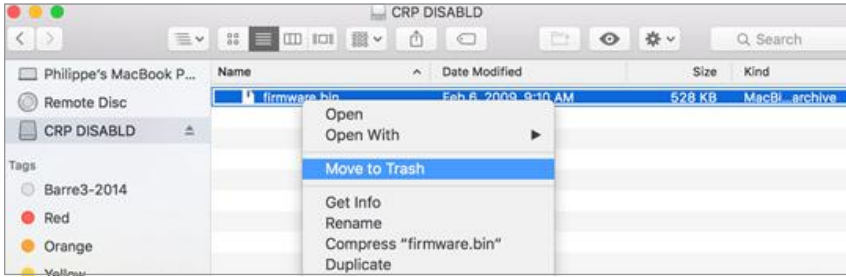 CRP DISABLD
Search
Philippe's MacBook P...
Name Date Modified Size Kind
Remote Disc
firmware.bin Feb 6, 2009, 9:10 AM 528 KB MacBi...archive
CRP DISABLD
Open
Open With
Tags
Move to Trash
Barre3-2014
Get Info
Red
Rename
Orange
Compress "firmware.bin"
Yellow
Duplicate